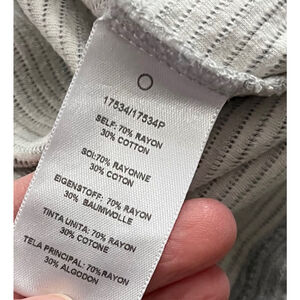 17534/17534P
SELF: 70% RAYON
30% COTTON
SOI:70% RAYONNE
30% COTON
EIGENSTOFF: 70% RAYON
30% BAUMWOLLE
TINTA UNITA: 70% RAYON
30% COTONE
TELA PRINCIPAL: 70% RAYON
30% ALGODON